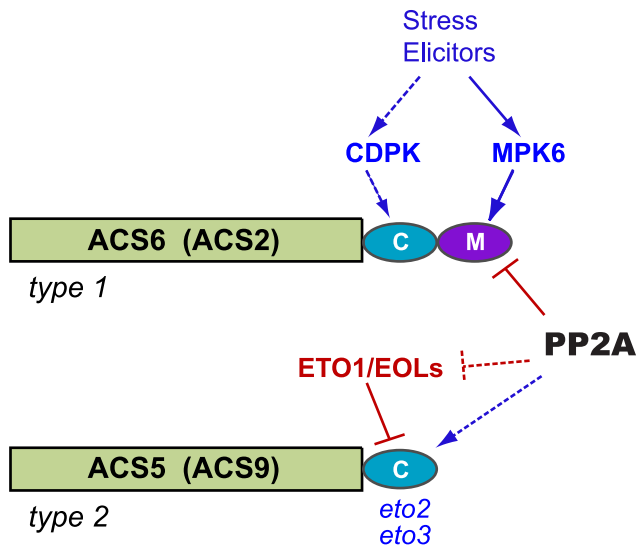 Stress
Elicitors
CDPK
MPK6
ACS6 (ACS2)
C
M
type 1
PP2A
ETO1/EOLs
ACS5 (ACS9)
C
type 2
eto2
eto3